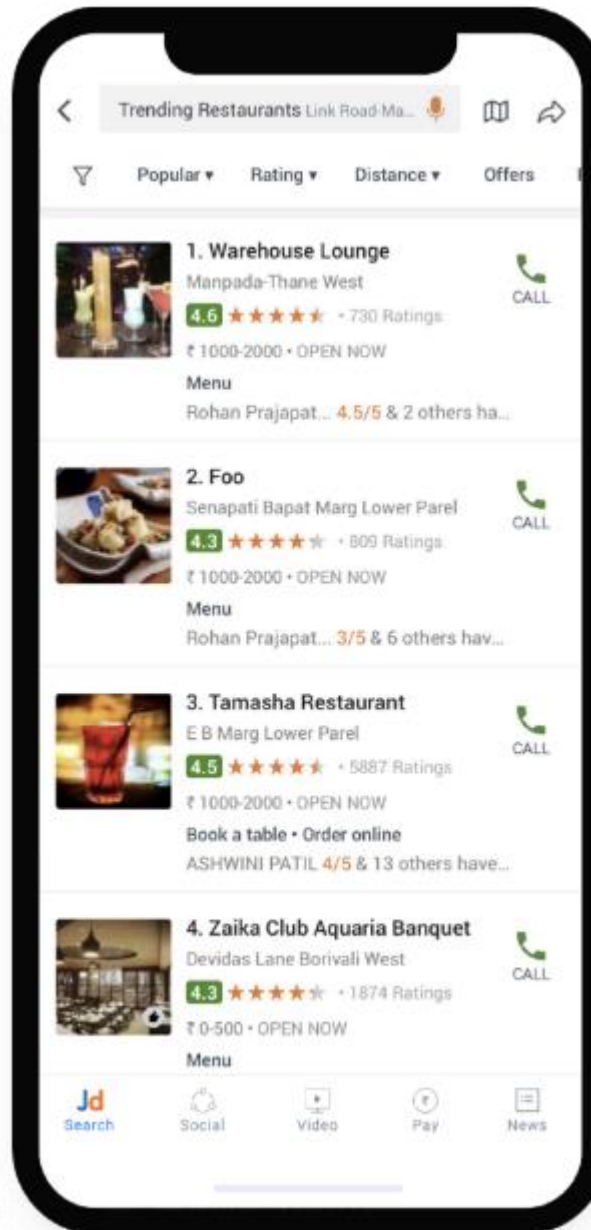 Trending Restaurants Link Road-Ma...
Popular ▾ Rating ▾ Distance ▾ Offers
1. Warehouse Lounge
Manpada-Thane West
CALL
4.6 ★★★★★ • 730 Ratings
₹ 1000-2000 • OPEN NOW
Menu
Rohan Prajapat... 4.5/5 & 2 others ha...
2. Foo
Senapati Bapat Marg Lower Parel
CALL
4.3 ★★★★★ • 809 Ratings
₹ 1000-2000 • OPEN NOW
Menu
Rohan Prajapat... 3/5 & 6 others hav...
3. Tamasha Restaurant
E B Marg Lower Parel
CALL
4.5 ★★★★★ • 5887 Ratings
₹ 1000-2000 • OPEN NOW
Book a table • Order online
ASHWINI PATIL 4/5 & 13 others have...
4. Zaika Club Aquaria Banquet
Devidas Lane Borivali West
CALL
4.3 ★★★★★ • 1874 Ratings
₹ 0-500 • OPEN NOW
Menu
Jd
Search Social Video Pay News